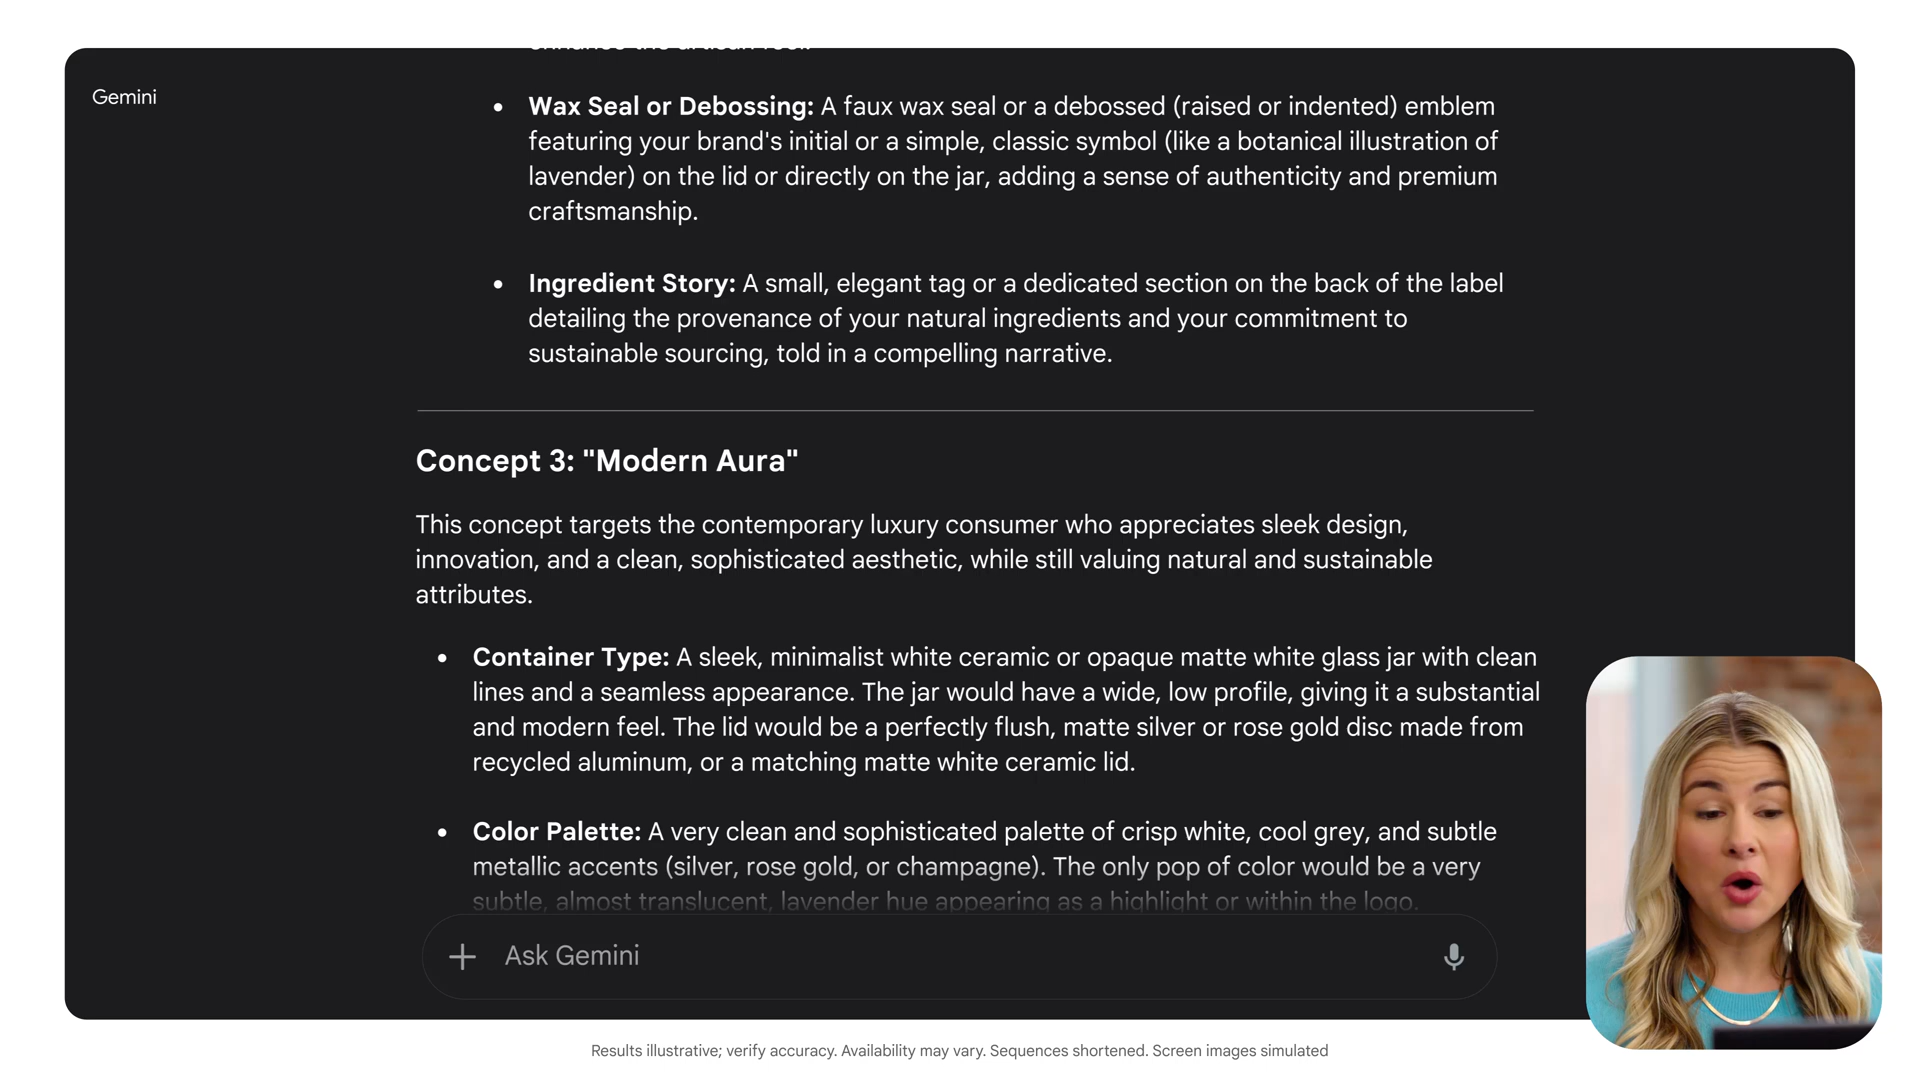 Gemini
Wax Seal or Debossing: A faux wax seal or a debossed (raised or indented) emblem
featuring your brand's initial or a simple, classic symbol (like a botanical illustration of
lavender) on the lid or directly on the jar, adding a sense of authenticity and premium
craftsmanship.
Ingredient Story: A small, elegant tag or a dedicated section on the back of the label
detailing the provenance of your natural ingredients and your commitment to
sustainable sourcing, told in a compelling narrative.
Concept 3: "Modern Aura"
This concept targets the contemporary luxury consumer who appreciates sleek design,
innovation, and a clean, sophisticated aesthetic, while still valuing natural and sustainable
attributes.
Container Type: A sleek, minimalist white ceramic or opaque matte white glass jar with clean
lines and a seamless appearance. The jar would have a wide, low profile, giving it a substantial
and modern feel. The lid would be a perfectly flush, matte silver or rose gold disc made from
recycled aluminum, or a matching matte white ceramic lid.
Color Palette: A very clean and sophisticated palette of crisp white, cool grey, and subtle
metallic accents (silver, rose gold, or champagne). The only pop of color would be a very
subtle, almost translucent, lavender hue appearing as a highlight or within the logo.
Ask Gemini
Results illustrative; verify accuracy. Availability may vary. Sequences shortened. Screen images simulated